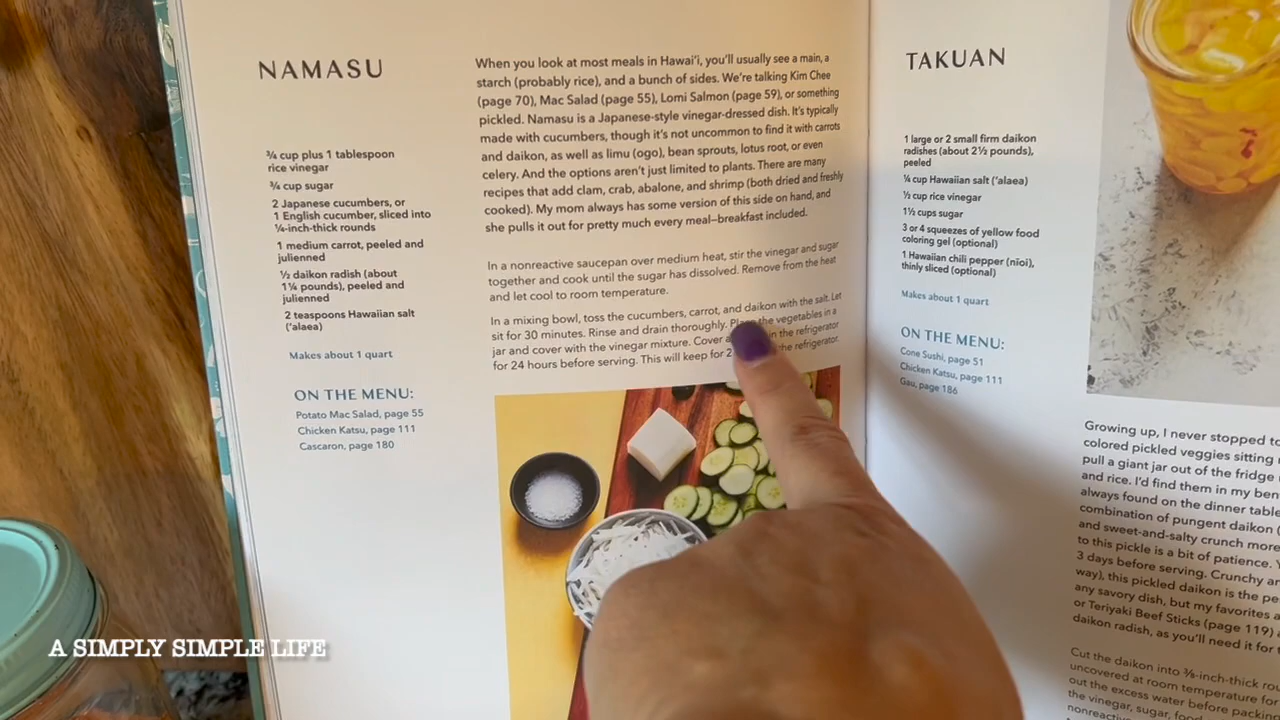 NAMASU
¾ cup plus 1 tablespoon
rice vinegar
¾ cup sugar
2 Japanese cucumbers, or
1 English cucumber, sliced into
¼-inch-thick rounds
1 medium carrot, peeled and
julienned
½ daikon radish (about
1¼ pounds), peeled and
julienned
2 teaspoons Hawaiian salt
('alaea)
Makes about 1 quart
ON THE MENU:
Potato Mac Salad, page 55
Chicken Katsu, page 111
Cascaron, page 180
When you look at most meals in Hawai'i, you'll usually see a main, a
starch (probably rice), and a bunch of sides. We're talking Kim Chee
(page 70), Mac Salad (page 55), Lomi Salmon (page 59), or something
pickled. Namasu is a Japanese-style vinegar-dressed dish. It's typically
made with cucumbers, though it's not uncommon to find it with carrots
and daikon, as well as limu (ogo), bean sprouts, lotus root, or even
celery. And the options aren't just limited to plants. There are many
recipes that add clam, crab, abalone, and shrimp (both dried and freshly
cooked). My mom always has some version of this side on hand, and
she pulls it out for pretty much every meal—breakfast included.
In a nonreactive saucepan over medium heat, stir the vinegar and sugar
together and cook until the sugar has dissolved. Remove from the heat
and let cool to room temperature.
In a mixing bowl, toss the cucumbers, carrot, and daikon with the salt. Let
sit for 30 minutes. Rinse and drain thoroughly. Place the vegetables in a
jar and cover with the vinegar mixture. Cover in the refrigerator
for 24 hours before serving. This will keep for 2 the refrigerator.
TAKUAN
1 large or 2 small firm daikon
radishes (about 2½ pounds),
peeled
¼ cup Hawaiian salt ('alaea)
½ cup rice vinegar
1½ cups sugar
3 or 4 squeezes of yellow food
coloring gel (optional)
1 Hawaiian chili pepper (nīoi),
thinly sliced (optional)
Makes about 1 quart
ON THE MENU:
Cone Sushi, page 51
Chicken Katsu, page 111
Gau, page 186
Growing up, I never stopped to
colored pickled veggies sitting
pull a giant jar out of the fridge
and rice. I'd find them in my
always found on the dinner table
combination of pungent daikon
and sweet-and-salty crunch more
to this pickle is a bit of patience.
3 days before serving. Crunchy
way), this pickled daikon is the
any savory dish, but my favorites
or Teriyaki Beef Sticks (page 119)
daikon radish, as you'll need it for
Cut the daikon into ⅜-inch-thick
uncovered at room temperature for
out the excess water before packing
the vinegar, sugar,
A SIMPLY SIMPLE LIFE